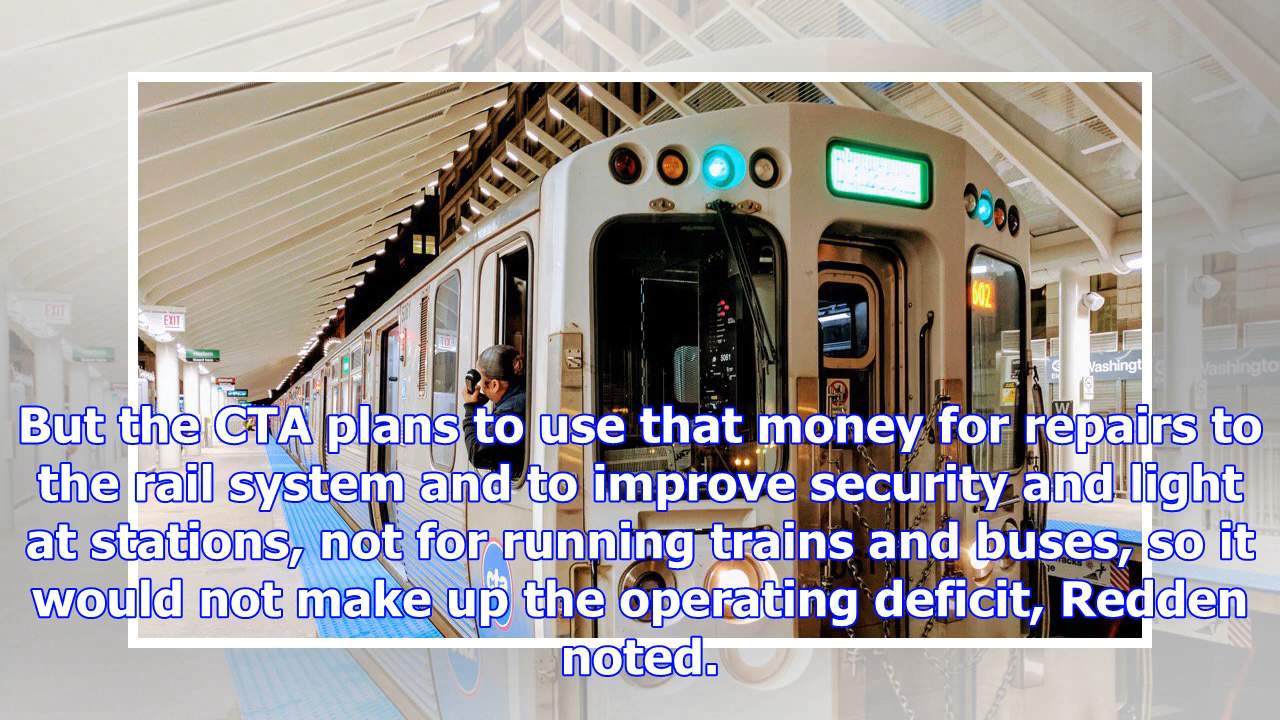 EXIT
602
5061
Washington
W
cta
But the CTA plans to use that money for repairs to
the rail system and to improve security and light
at stations, not for running trains and buses, so it
would not make up the operating deficit, Redden
noted.